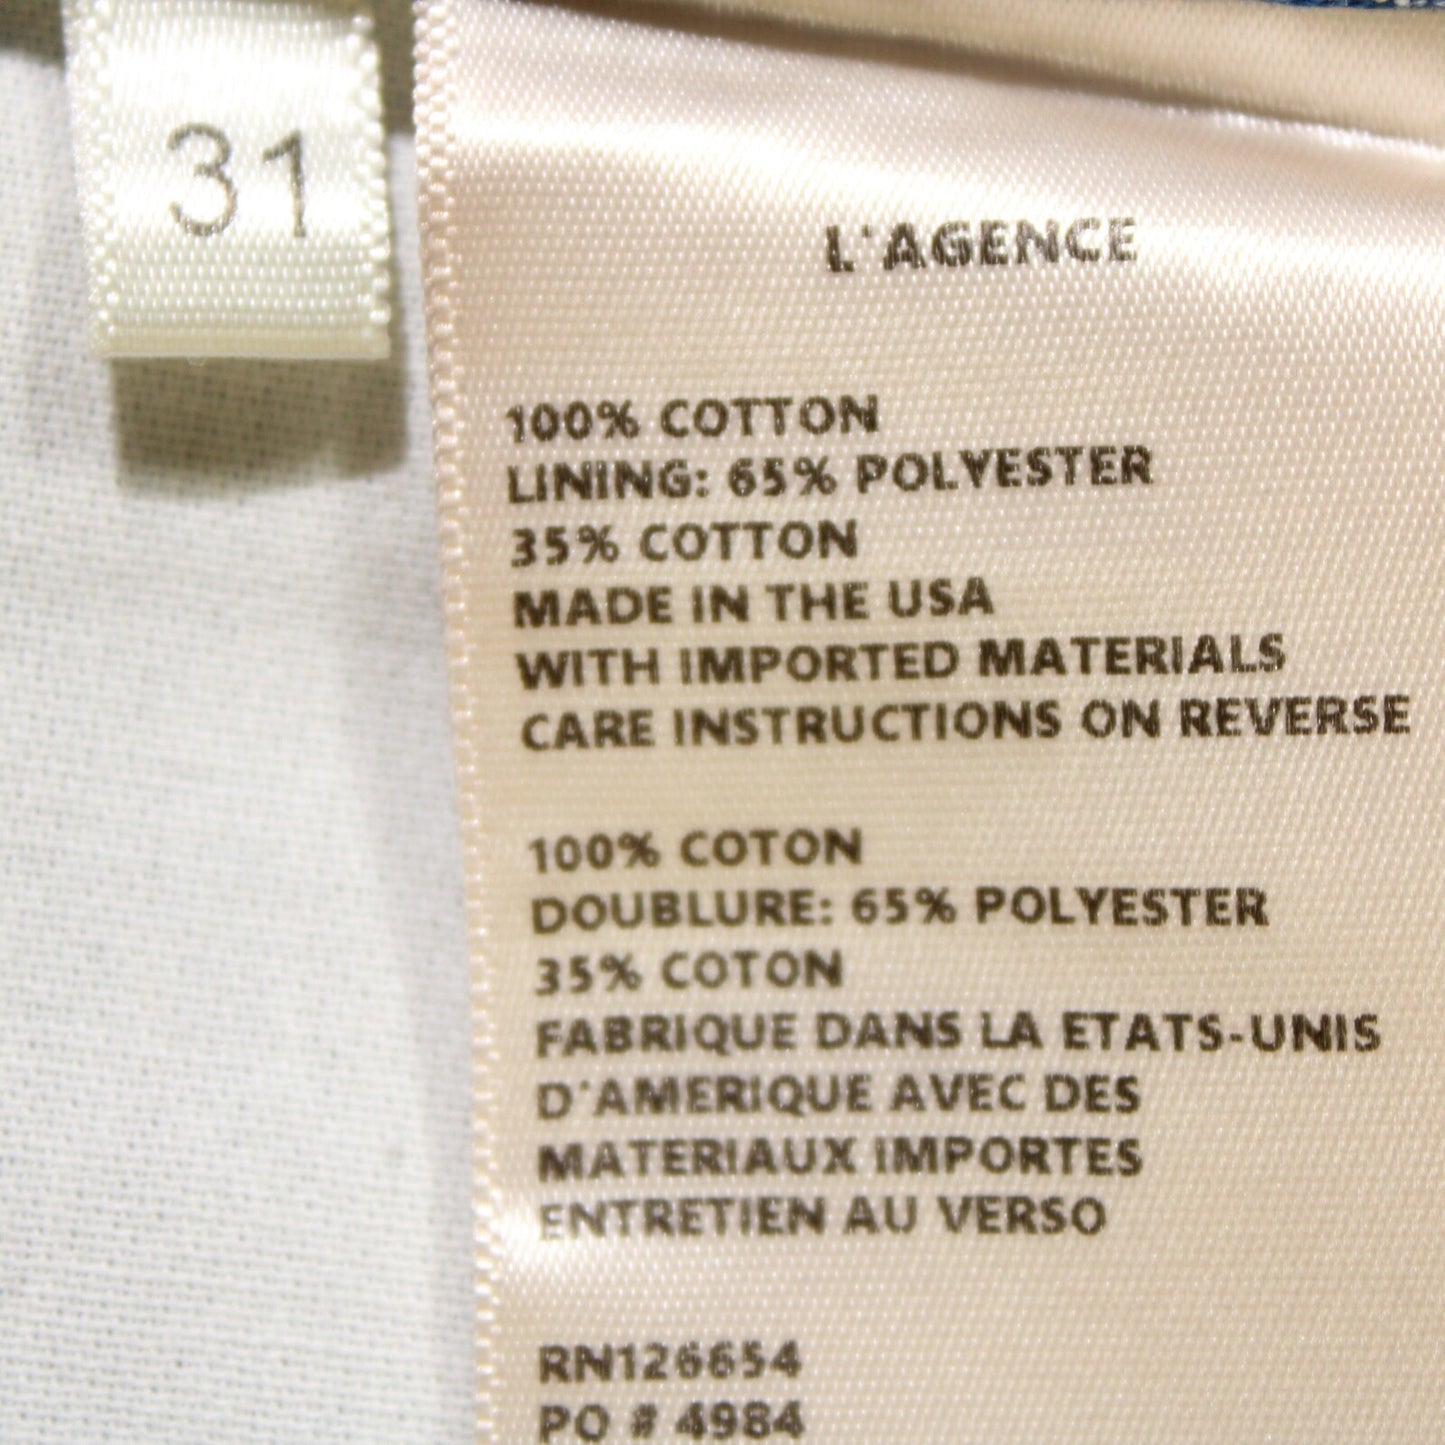 31
L'AGENCE
100% COTTON
LINING: 65% POLYESTER
35% COTTON
MADE IN THE USA
WITH IMPORTED MATERIALS
CARE INSTRUCTIONS ON REVERSE
100% COTON
DOUBLURE: 65% POLYESTER
35% COTON
FABRIQUE DANS LA ETATS-UNIS
D'AMERIQUE AVEC DES
MATERIAUX IMPORTES
ENTRETIEN AU VERSO
RN126654
PO # 4984